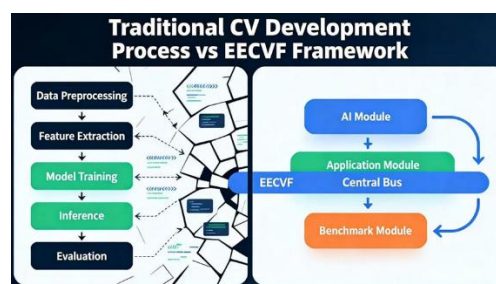 Traditional CV Development
Process vs EECVF Framework
Data Preprocessing
Feature Extraction
Model Training
Inference
Evaluation
AI Module
Application Module
EECVF
Central Bus
Benchmark Module